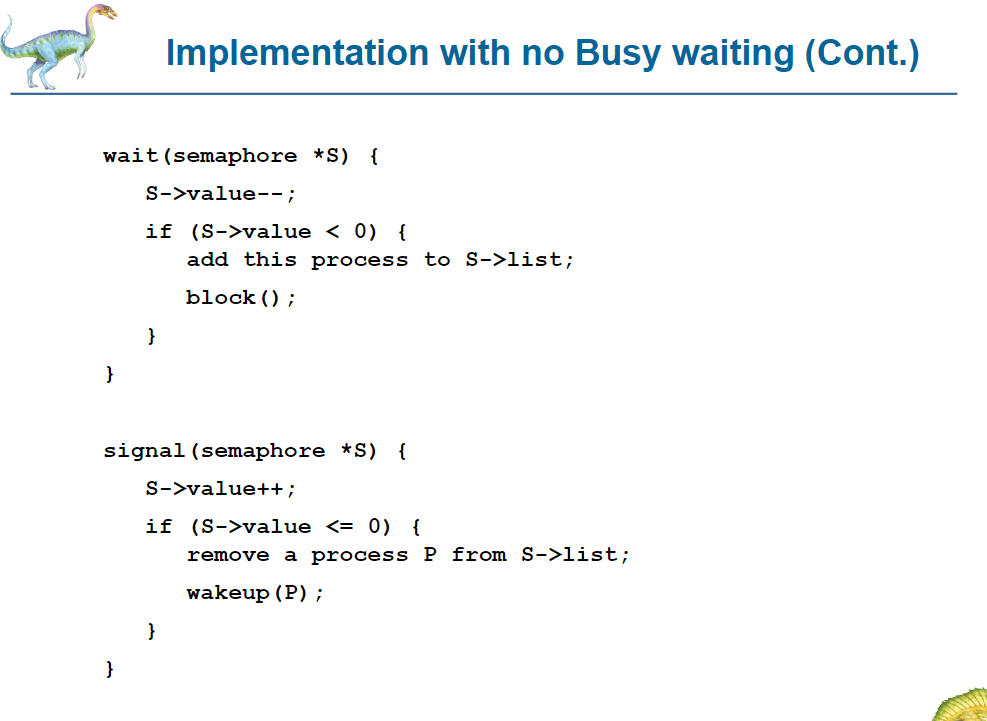 Implementation with no Busy waiting (Cont.)
wait(semaphore *S) {
S->value--;
if (S->value < 0) {
add this process to S->list;
block();
}
}
signal(semaphore *S) {
S->value++;
if (S->value <= 0) {
remove a process P from S->list;
wakeup(P);
}
}